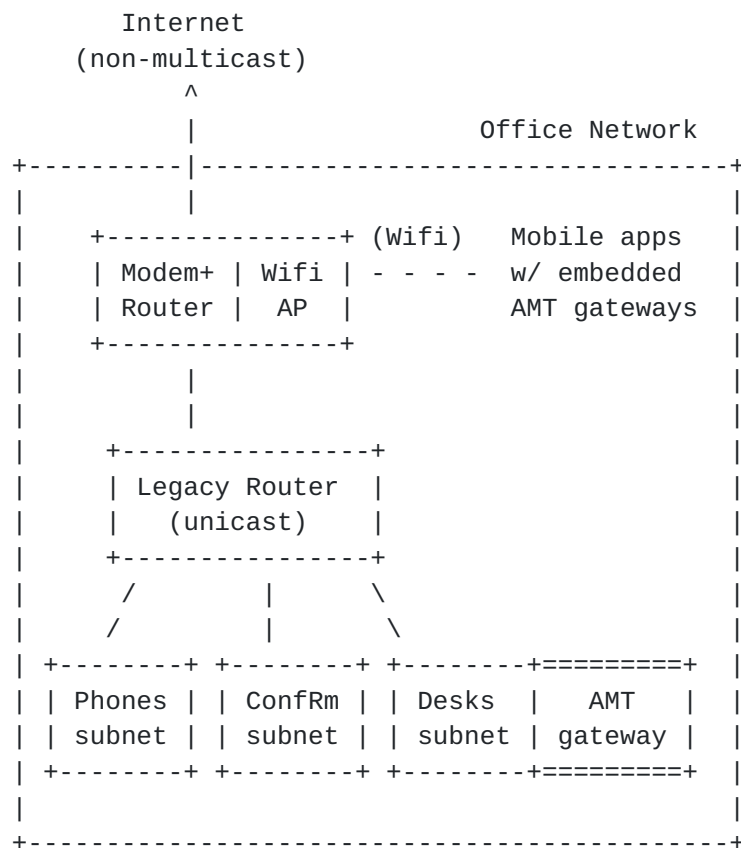 Internet
(non-multicast)
^
|                Office Network
+----------|---------------------------------+
|          |                                 |
|    +---------------+ (Wifi)   Mobile apps  |
|    | Modem+ | Wifi | - - - -  w/ embedded  |
|    | Router |  AP  |          AMT gateways |
|    +---------------+                       |
|          |                                 |
|          |                                 |
|     +----------------+                     |
|     | Legacy Router  |                     |
|     |   (unicast)    |                     |
|     +----------------+                     |
|      /       |      \                      |
|     /        |       \                     |
| +--------+ +--------+ +--------+=========+ |
| | Phones | | ConfRm | | Desks  |   AMT   | |
| | subnet | | subnet | | subnet | gateway | |
| +--------+ +--------+ +--------+=========+ |
|                                            |
+--------------------------------------------+